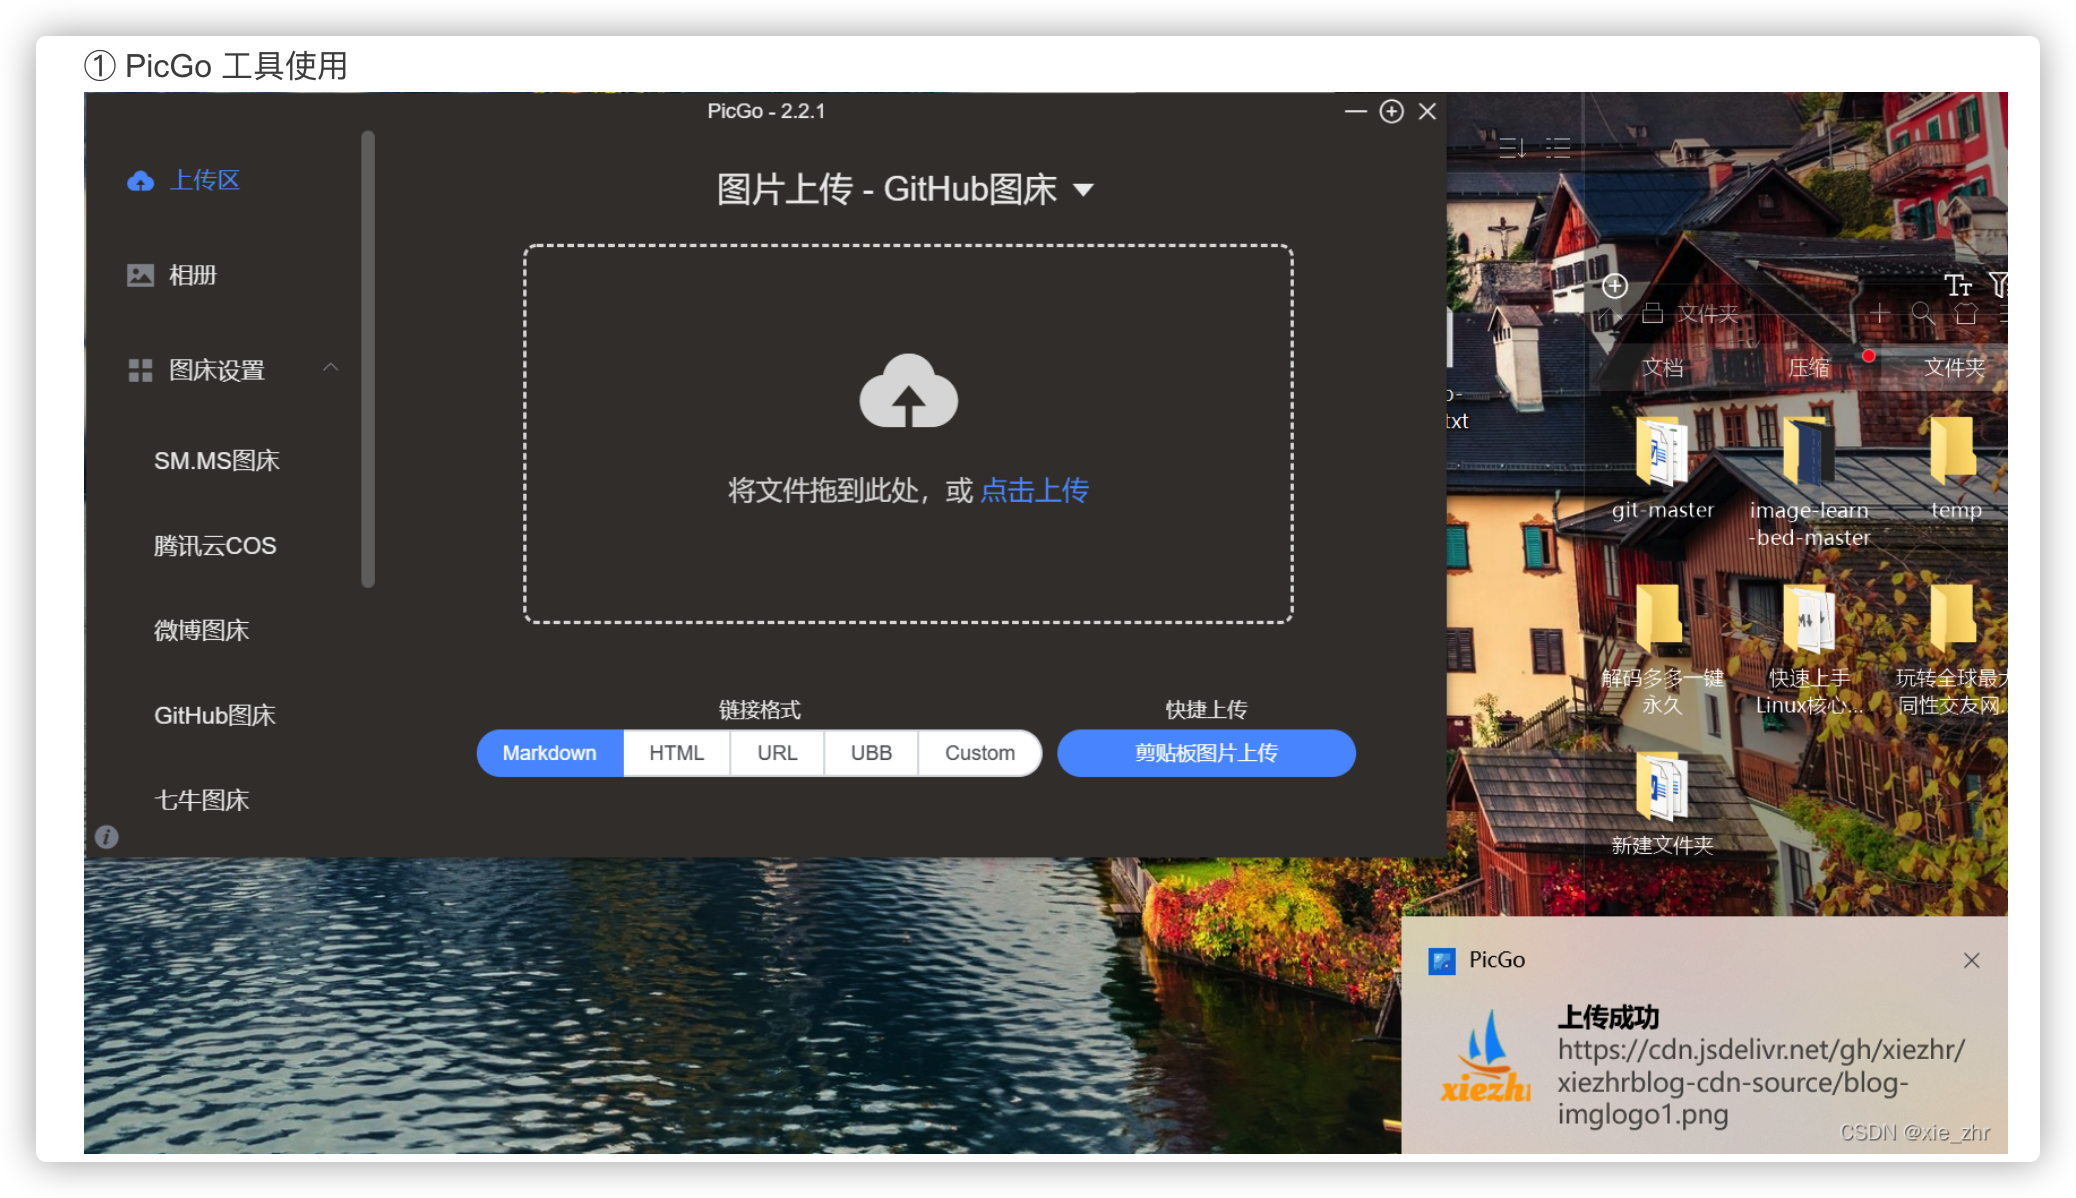 ① PicGo 工具使用
PicGo - 2.2.1
上传区
相册
图床设置
SM.MS图床
腾讯云COS
微博图床
GitHub图床
七牛图床
图片上传 - GitHub图床
将文件拖到此处，或 点击上传
链接格式
快捷上传
Markdown
HTML
URL
UBB
Custom
剪贴板图片上传
txt
文件夹
文档
压缩
文件夹
git-master
image-learn
-bed-master
temp
解码多多一键
永久
快速上手
Linux核心...
玩转全球最大
同性交友网.
新建文件夹
PicGo
xiezhr
上传成功
https://cdn.jsdelivr.net/gh/xiezhr/
xiezhrblog-cdn-source/blog-
imglogo1.png
CSDN @xie_zhr